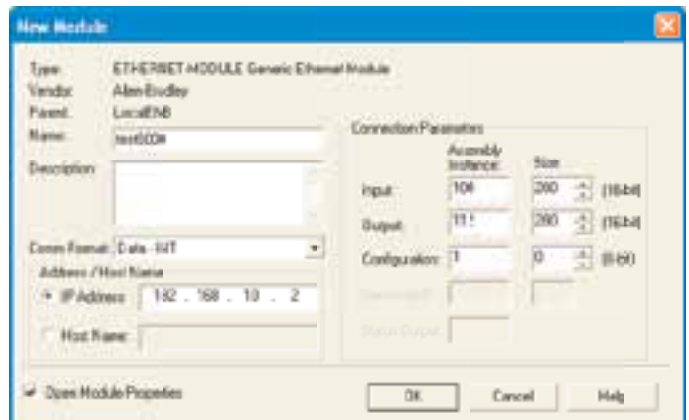 New Module
Type: ETHERNET-MODULE Generic Ethernet Module
Vendor: Allen-Bradley
Parent: LocalENB
Name:
Description:
Comm Format: Data - INT
Address / Host Name
IP Address: 192 . 168 . 10 . 2
Host Name:
Connection Parameters
Assembly Instance: Size:
Input: (16-bit)
Output: (16-bit)
Configuration: 1 0 (8-bit)
Status Input:
Status Output:
Open Module Properties
OK Cancel Help